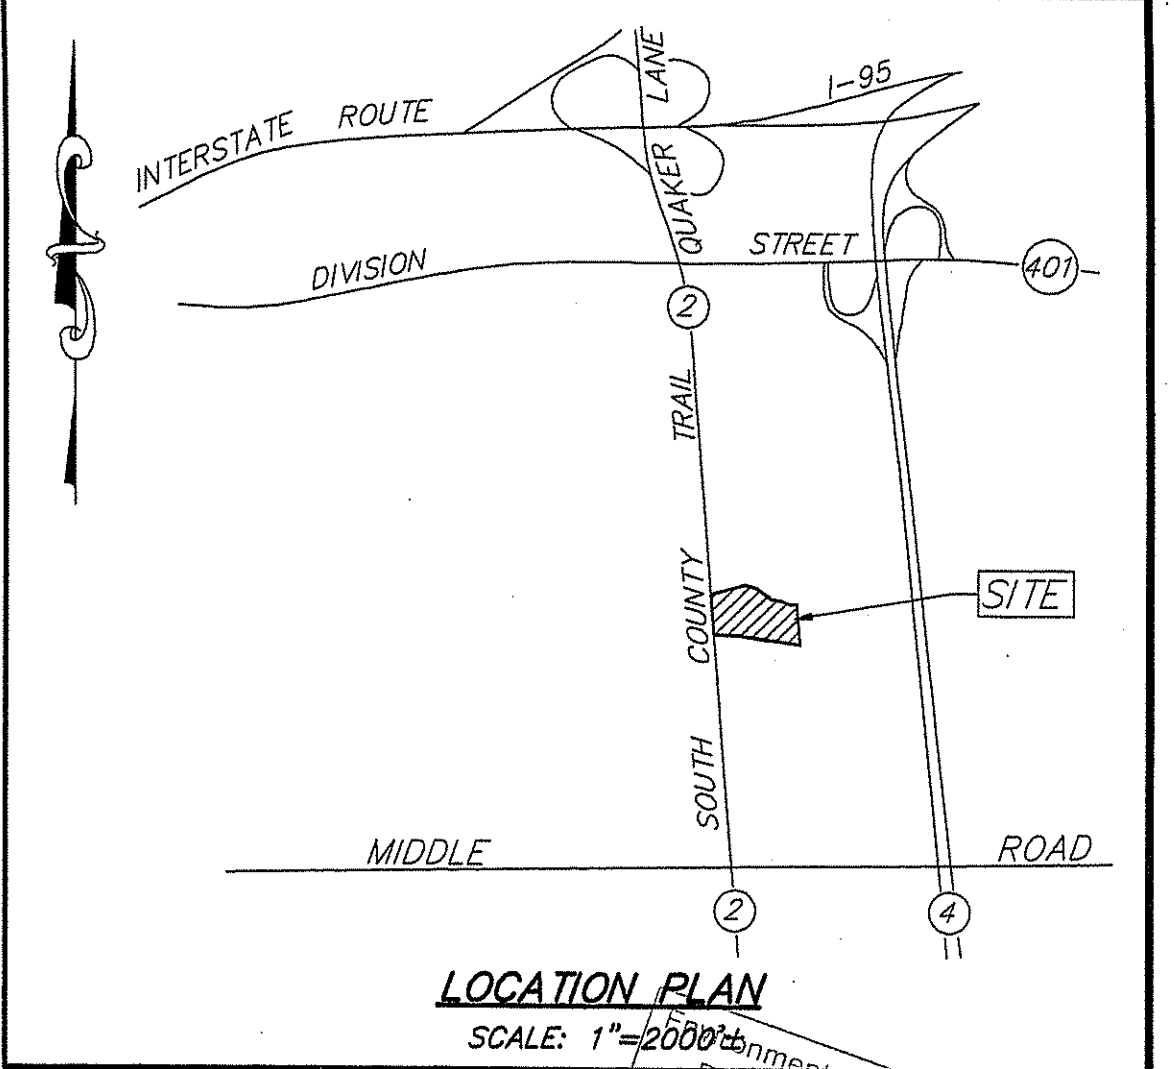 INTERSTATE ROUTE
I-95
QUAKER LANE
DIVISION STREET
401
2
SOUTH COUNTY TRAIL
SITE
MIDDLE ROAD
2
4
LOCATION PLAN
SCALE: 1"=2000'±